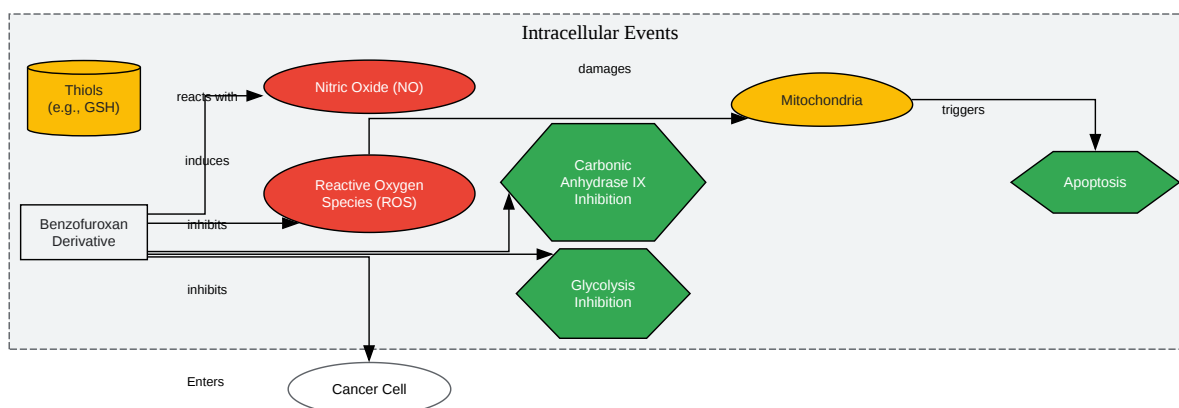 Intracellular Events
damages
Nitric Oxide (NO)
Thiols
(e.g., GSH)
reacts with
Mitochondria
triggers
induces
Carbonic
Anhydrase IX
Inhibition
Reactive Oxygen
Species (ROS)
Apoptosis
inhibits
Benzofuroxan
Derivative
Glycolysis
Inhibition
inhibits
Enters
Cancer Cell